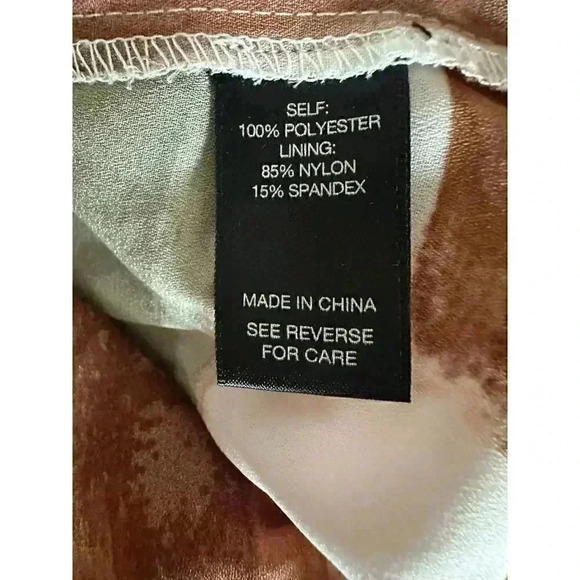 SELF:
100% POLYESTER
LINING:
85% NYLON
15% SPANDEX
MADE IN CHINA
SEE REVERSE
FOR CARE